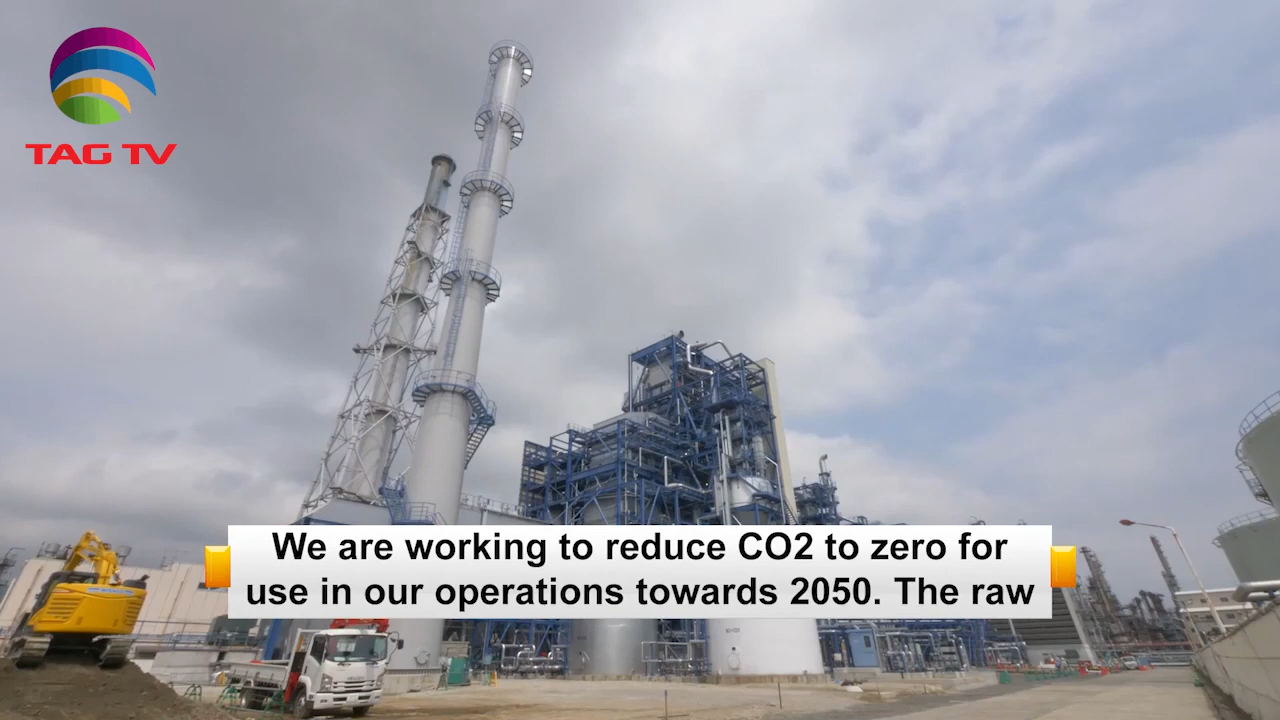 TAG TV
We are working to reduce CO2 to zero for
use in our operations towards 2050. The raw